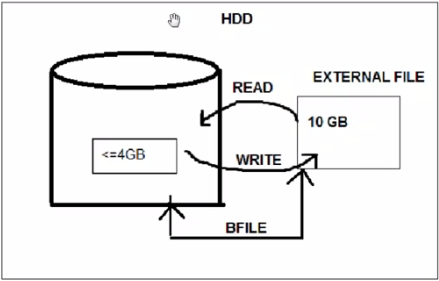 HDD
EXTERNAL FILE
READ
10 GB
<=4GB
WRITE
BFILE